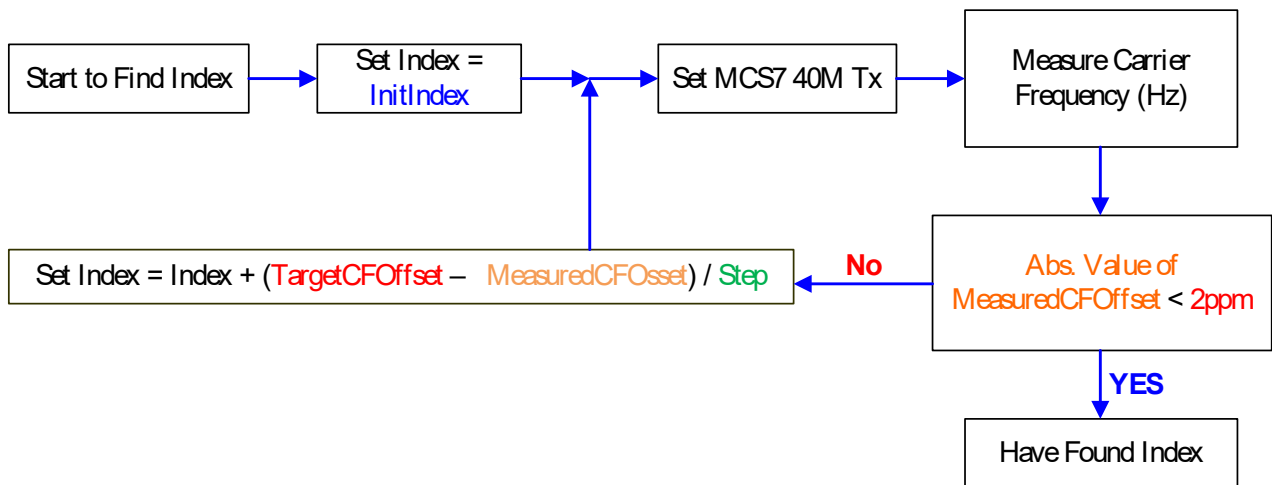 Start to Find Index
Set Index =
InitIndex
Set MCS7 40M Tx
Measure Carrier
Frequency (Hz)
Set Index = Index + (TargetCFOffset – MeasuredCFOsset) / Step
No
Abs. Value of
MeasuredCFOffset < 2ppm
YES
Have Found Index